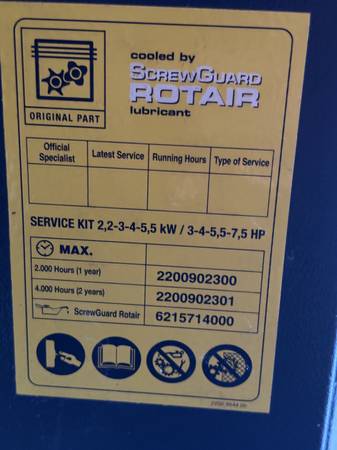 cooled by
SCREWGUARD
ROTAIR
lubricant
ORIGINAL PART
Official Specialist | Latest Service | Running Hours | Type of Service
SERVICE KIT 2,2-3-4-5,5 kW / 3-4-5,5-7,5 HP
MAX.
2.000 Hours (1 year) 2200902300
4.000 Hours (2 years) 2200902301
ScrewGuard Rotair 6215714000